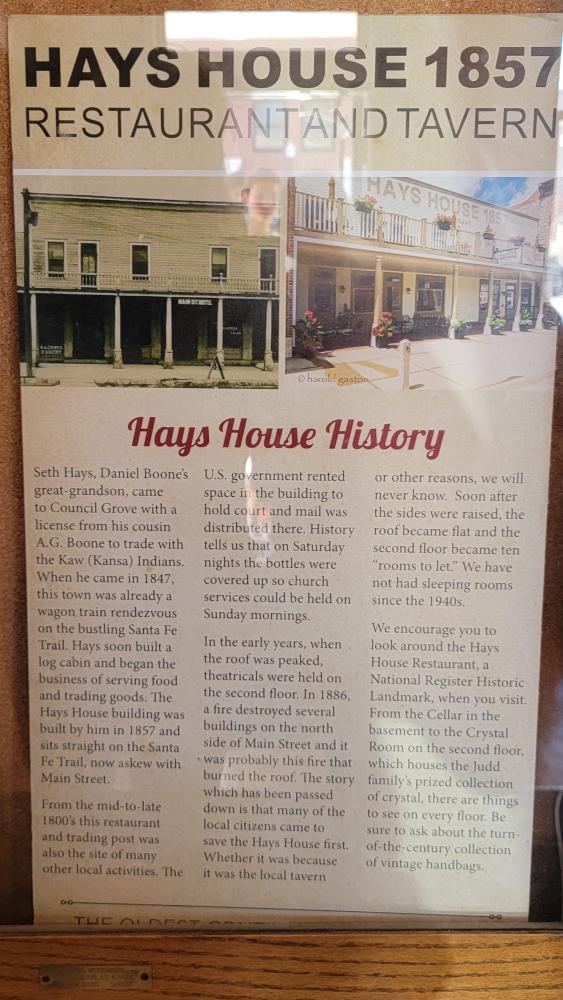 HAYS HOUSE 1857
RESTAURANT AND TAVERN
MAIN ST. HOTEL
HAYS HOUSE 1857
© harold gaston
Hays House History
Seth Hays, Daniel Boone's
great-grandson, came
to Council Grove with a
license from his cousin
A.G. Boone to trade with
the Kaw (Kansa) Indians.
When he came in 1847,
this town was already a
wagon train rendezvous
on the bustling Santa Fe
Trail. Hays soon built a
log cabin and began the
business of serving food
and trading goods. The
Hays House building was
built by him in 1857 and
sits straight on the Santa
Fe Trail, now askew with
Main Street.
From the mid-to-late
1800's this restaurant
and trading post was
also the site of many
other local activities. The
U.S. government rented
space in the building to
hold court and mail was
distributed there. History
tells us that on Saturday
nights the bottles were
covered up so church
services could be held on
Sunday mornings.
In the early years, when
the roof was peaked,
theatricals were held on
the second floor. In 1886,
a fire destroyed several
buildings on the north
side of Main Street and it
was probably this fire that
burned the roof. The story
which has been passed
down is that many of the
local citizens came to
save the Hays House first.
Whether it was because
it was the local tavern
or other reasons, we will
never know. Soon after
the sides were raised, the
roof became flat and the
second floor became ten
“rooms to let.” We have
not had sleeping rooms
since the 1940s.
We encourage you to
look around the Hays
House Restaurant, a
National Register Historic
Landmark, when you visit.
From the Cellar in the
basement to the Crystal
Room on the second floor,
which houses the Judd
family's prized collection
of crystal, there are things
to see on every floor. Be
sure to ask about the turn-
of-the-century collection
of vintage handbags.
THE OLDEST